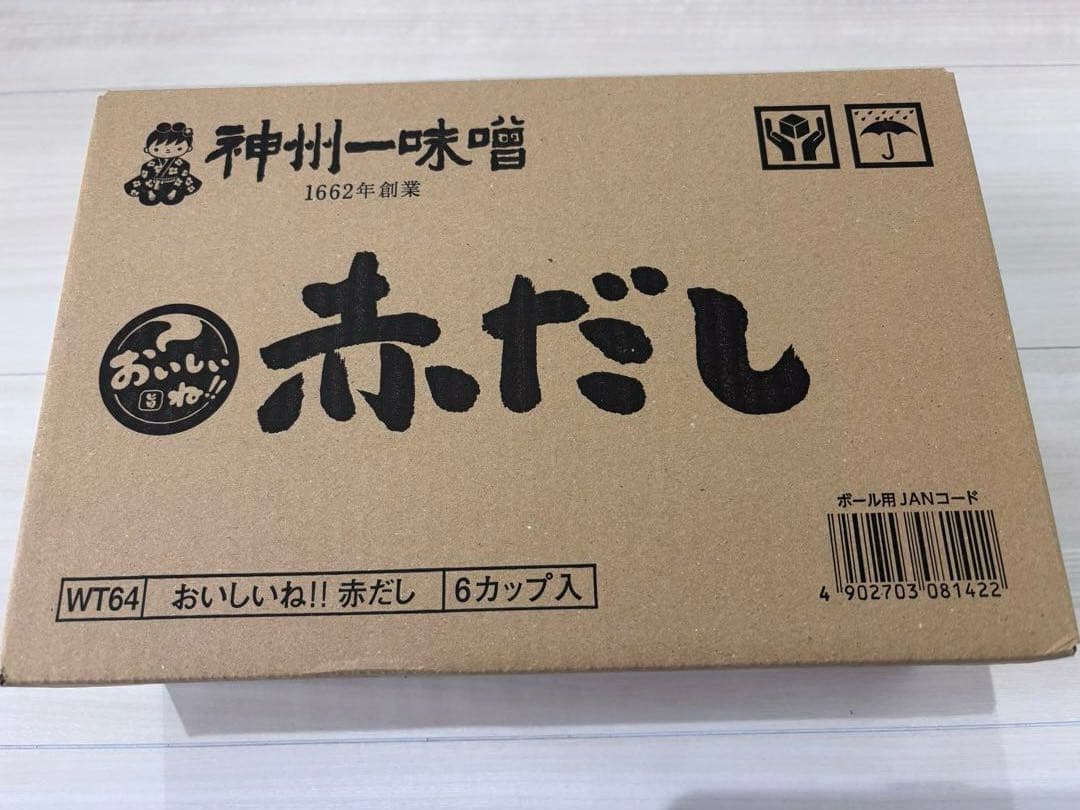 神州一味噌
1662年創業
おいしい
ね!!
赤だし
ボール用 JANコード
4 902703 081422
WT64 おいしいね!! 赤だし 6カップ入